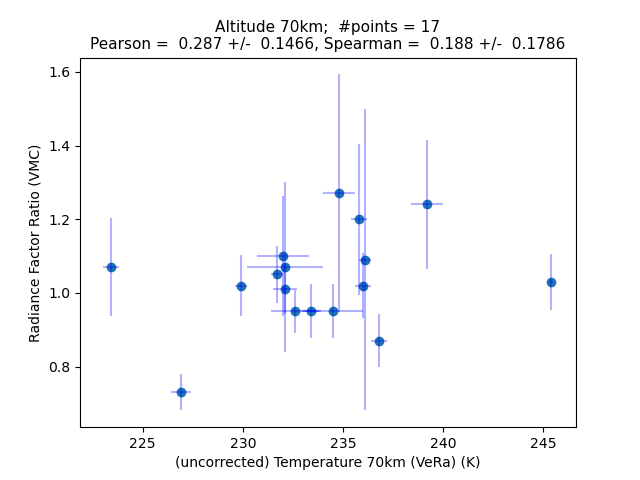 Altitude 70km;  #points = 17
Pearson =  0.287 +/-  0.1466, Spearman =  0.188 +/-  0.1786
1.6
1.4
1.2
1.0
0.8
Radiance Factor Ratio (VMC)
225
230
235
240
245
(uncorrected) Temperature 70km (VeRa) (K)